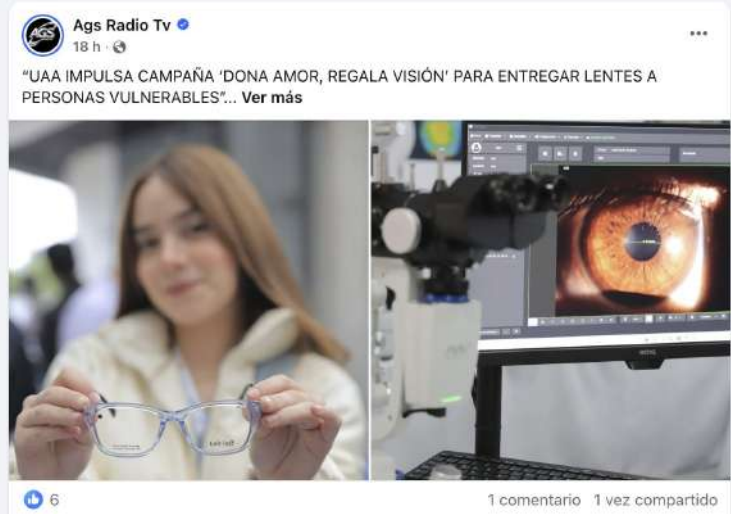 AGS
Ags Radio Tv
18 h ·
“UAA IMPULSA CAMPAÑA ‘DONA AMOR, REGALA VISIÓN’ PARA ENTREGAR LENTES A
PERSONAS VULNERABLES”... Ver más
6
1 comentario 1 vez compartido